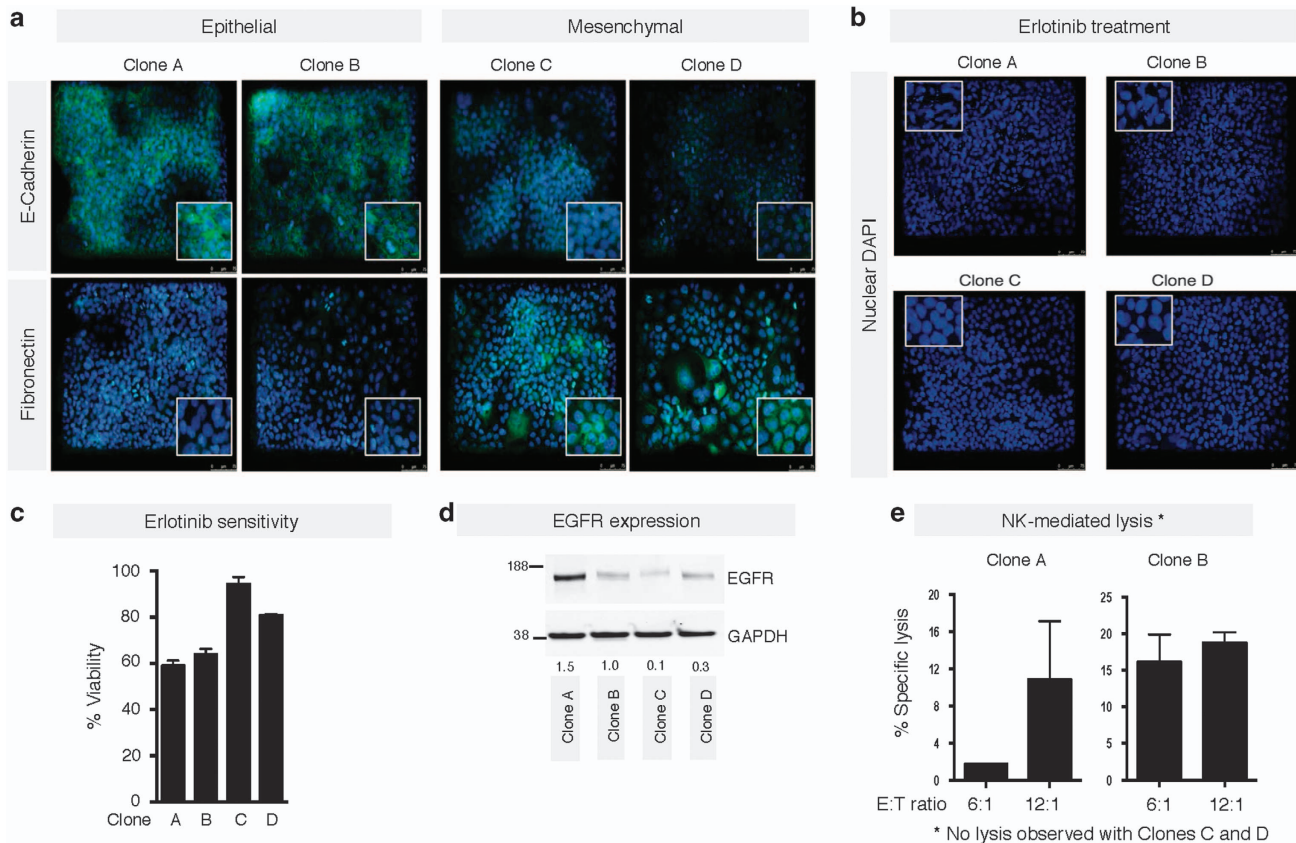 a
Epithelial
Mesenchymal
Clone A
Clone B
Clone C
Clone D
E-Cadherin
Fibronectin
b
Erlotinib treatment
Clone A
Clone B
Nuclear DAPI
Clone C
Clone D
c
Erlotinib sensitivity
% Viability
100
80
60
40
20
0
Clone A B C D
d
EGFR expression
188
EGFR
38
GAPDH
1.5 1.0 0.1 0.3
Clone A
Clone B
Clone C
Clone D
e
NK-mediated lysis *
Clone A
Clone B
% Specific lysis
20
16
12
8
4
0
25
20
15
10
5
0
E:T ratio 6:1 12:1 6:1 12:1
* No lysis observed with Clones C and D